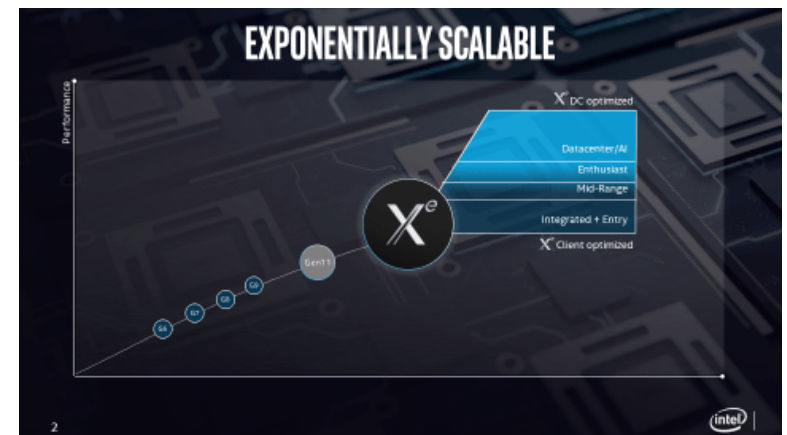 EXPONENTIALLY SCALABLE
Performance
Xe DC optimized
Datacenter/AI
Enthusiast
Mid-Range
Integrated + Entry
Xe Client optimized
Xe
Gen11
G9
G8
G7
G6
2
intel